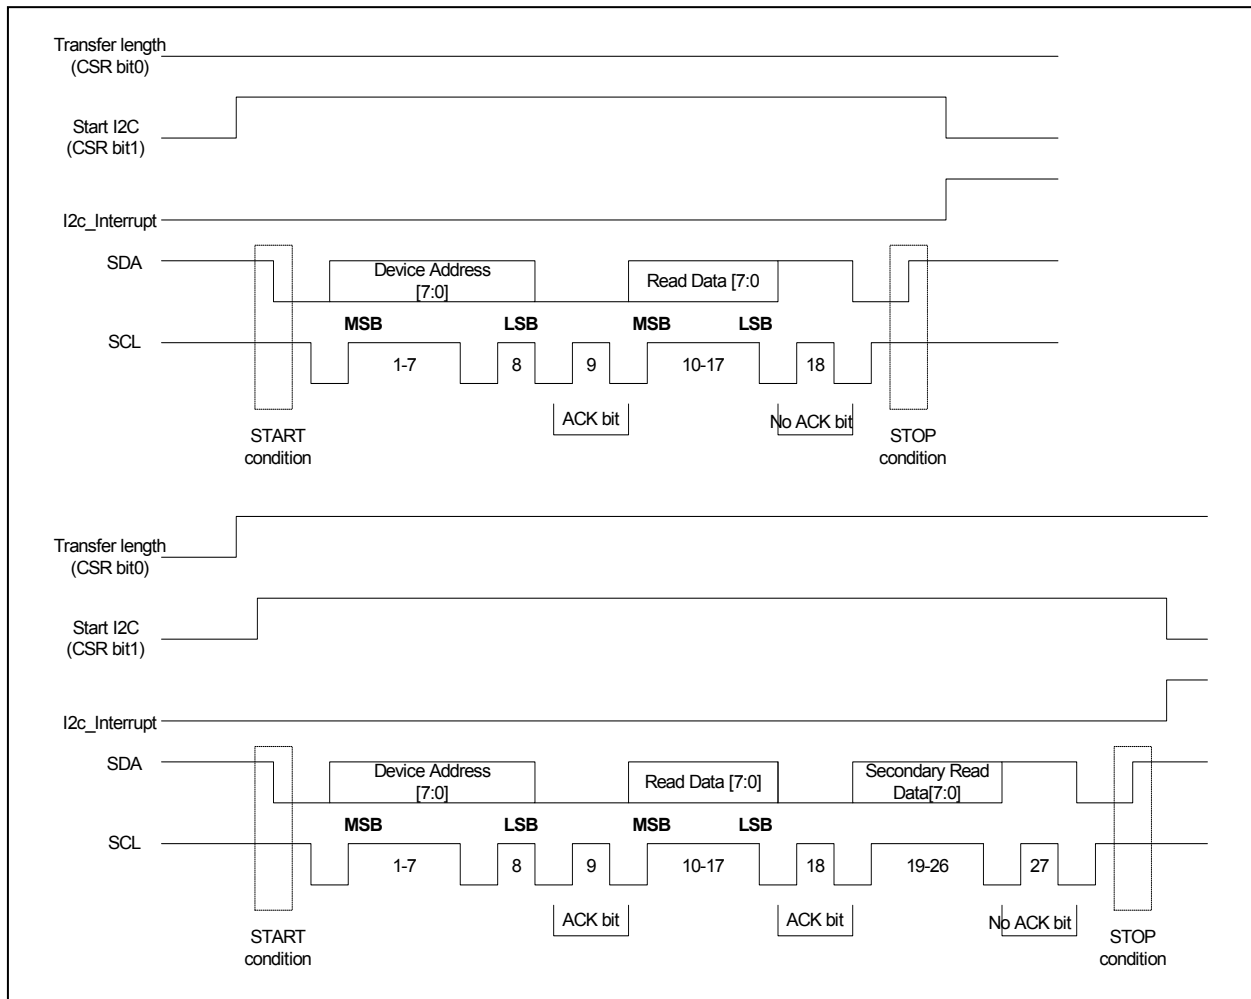 Transfer length
(CSR bit0)
Start I2C
(CSR bit1)
I2c_Interrupt
SDA
Device Address
[7:0]
Read Data [7:0
MSB LSB MSB LSB
SCL
1-7 8 9 10-17 18
ACK bit No ACK bit
START
condition
STOP
condition
Transfer length
(CSR bit0)
Start I2C
(CSR bit1)
I2c_Interrupt
SDA
Device Address
[7:0]
Read Data [7:0]
Secondary Read
Data[7:0]
MSB LSB MSB LSB
SCL
1-7 8 9 10-17 18 19-26 27
ACK bit ACK bit No ACK bit
START
condition
STOP
condition